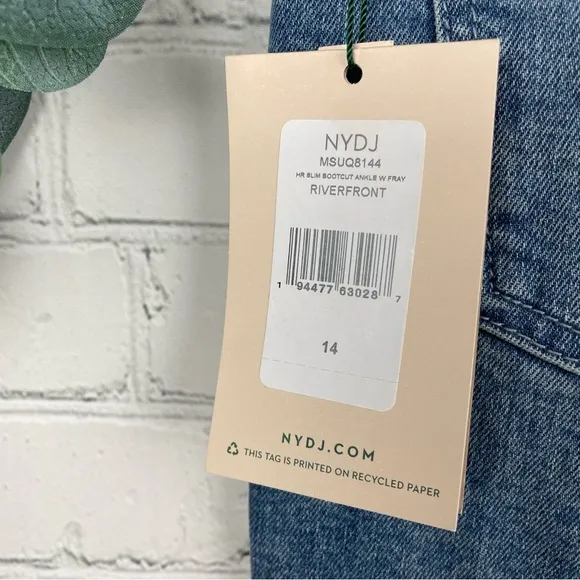 NYDJ
MSUQ8144
HR SLIM BOOTCUT ANKLE W FRAY
RIVERFRONT
1 94477 63028 7
14
NYDJ.COM
THIS TAG IS PRINTED ON RECYCLED PAPER